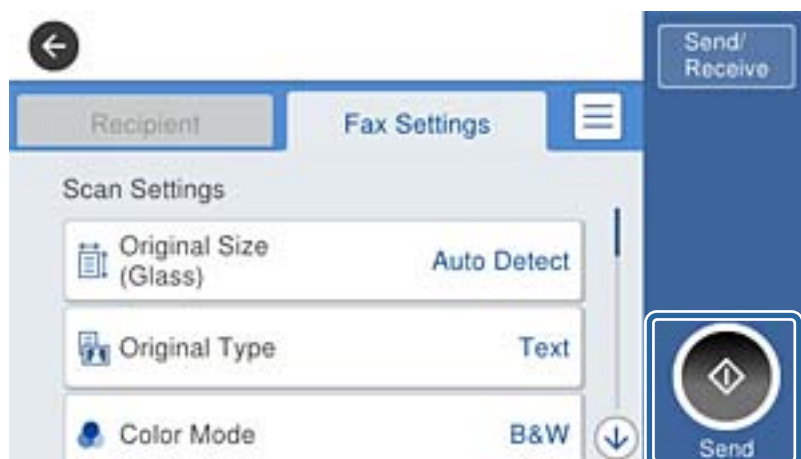 Send/
Receive
Recipient
Fax Settings
Scan Settings
Original Size
(Glass)
Auto Detect
Original Type
Text
Color Mode
B&W
Send